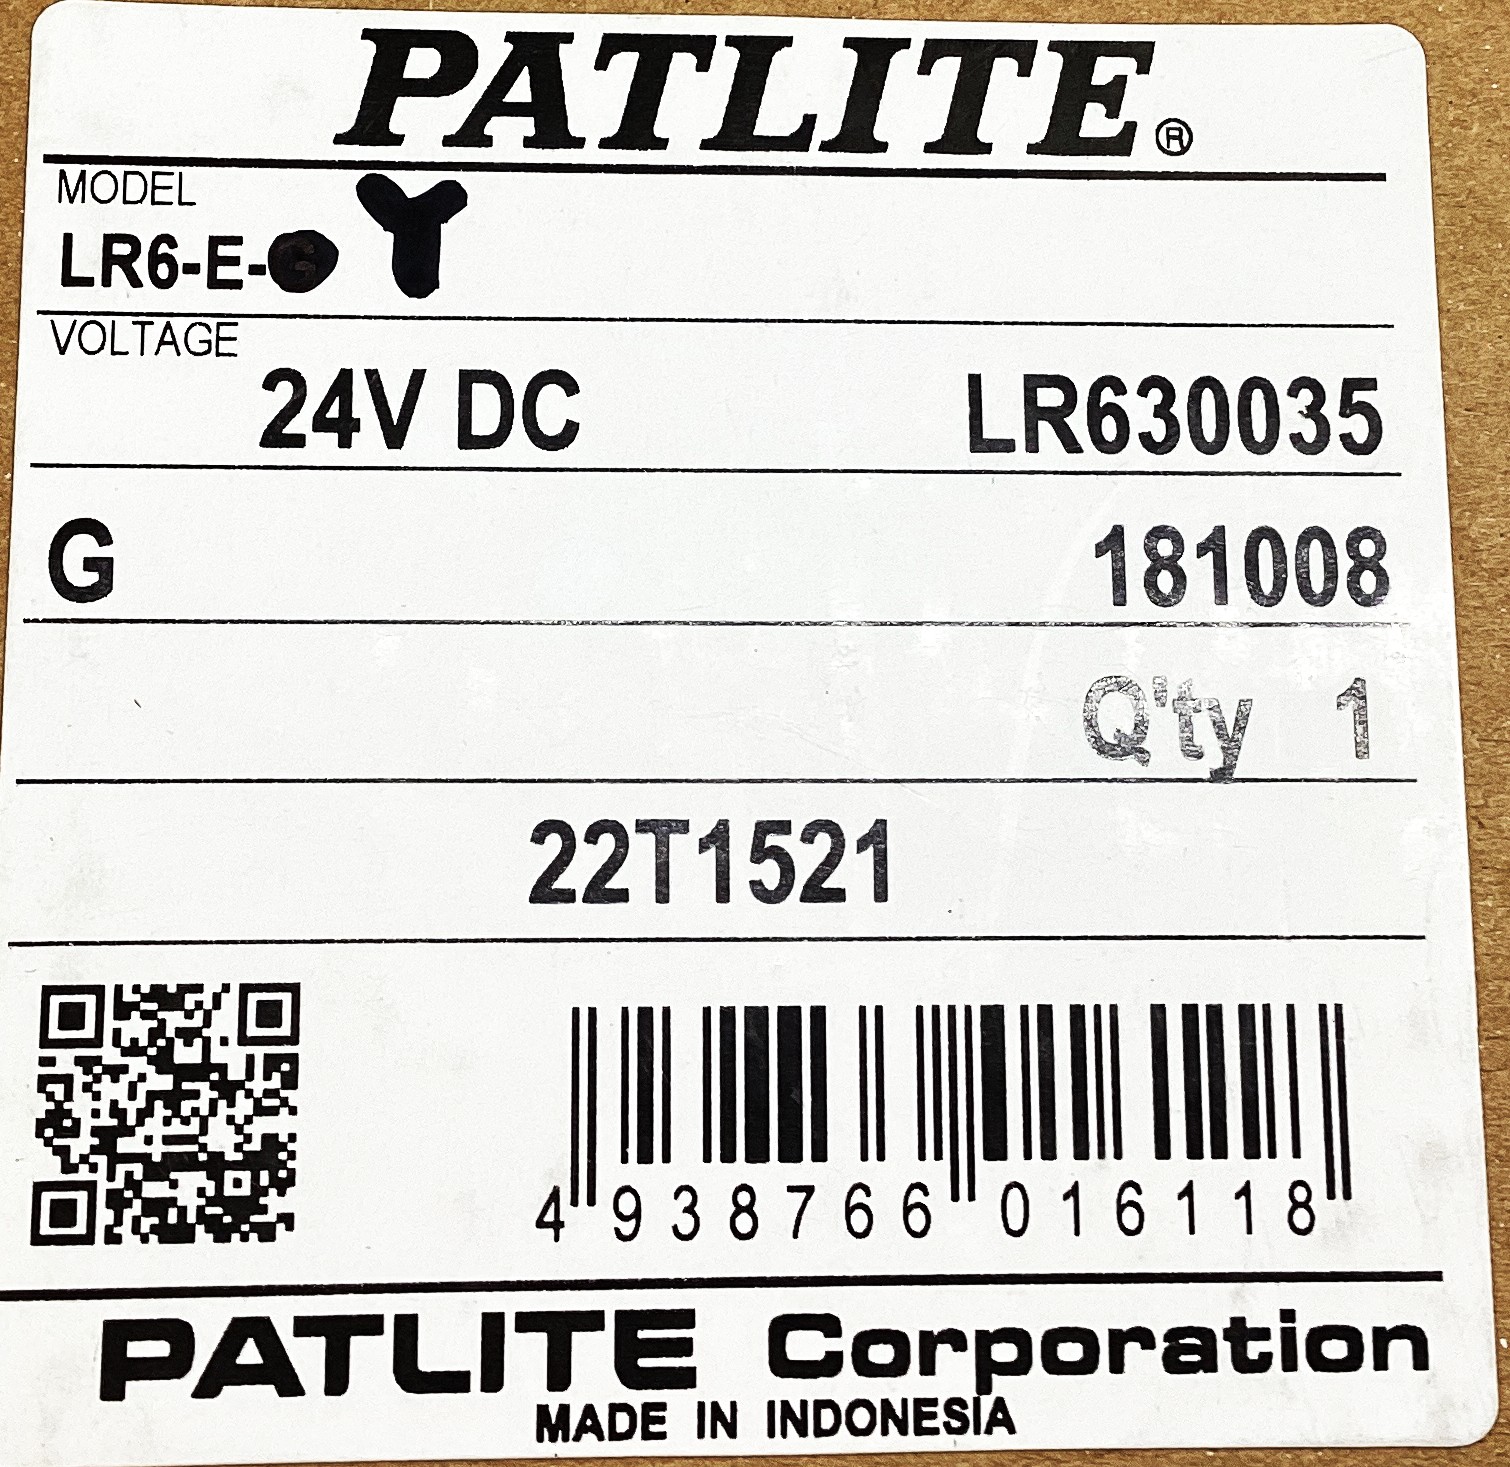 PATLITE®
MODEL
LR6-E-G Y
VOLTAGE
24V DC LR630035
G 181008
Q'ty 1
22T1521
4 938766 016118
PATLITE Corporation
MADE IN INDONESIA